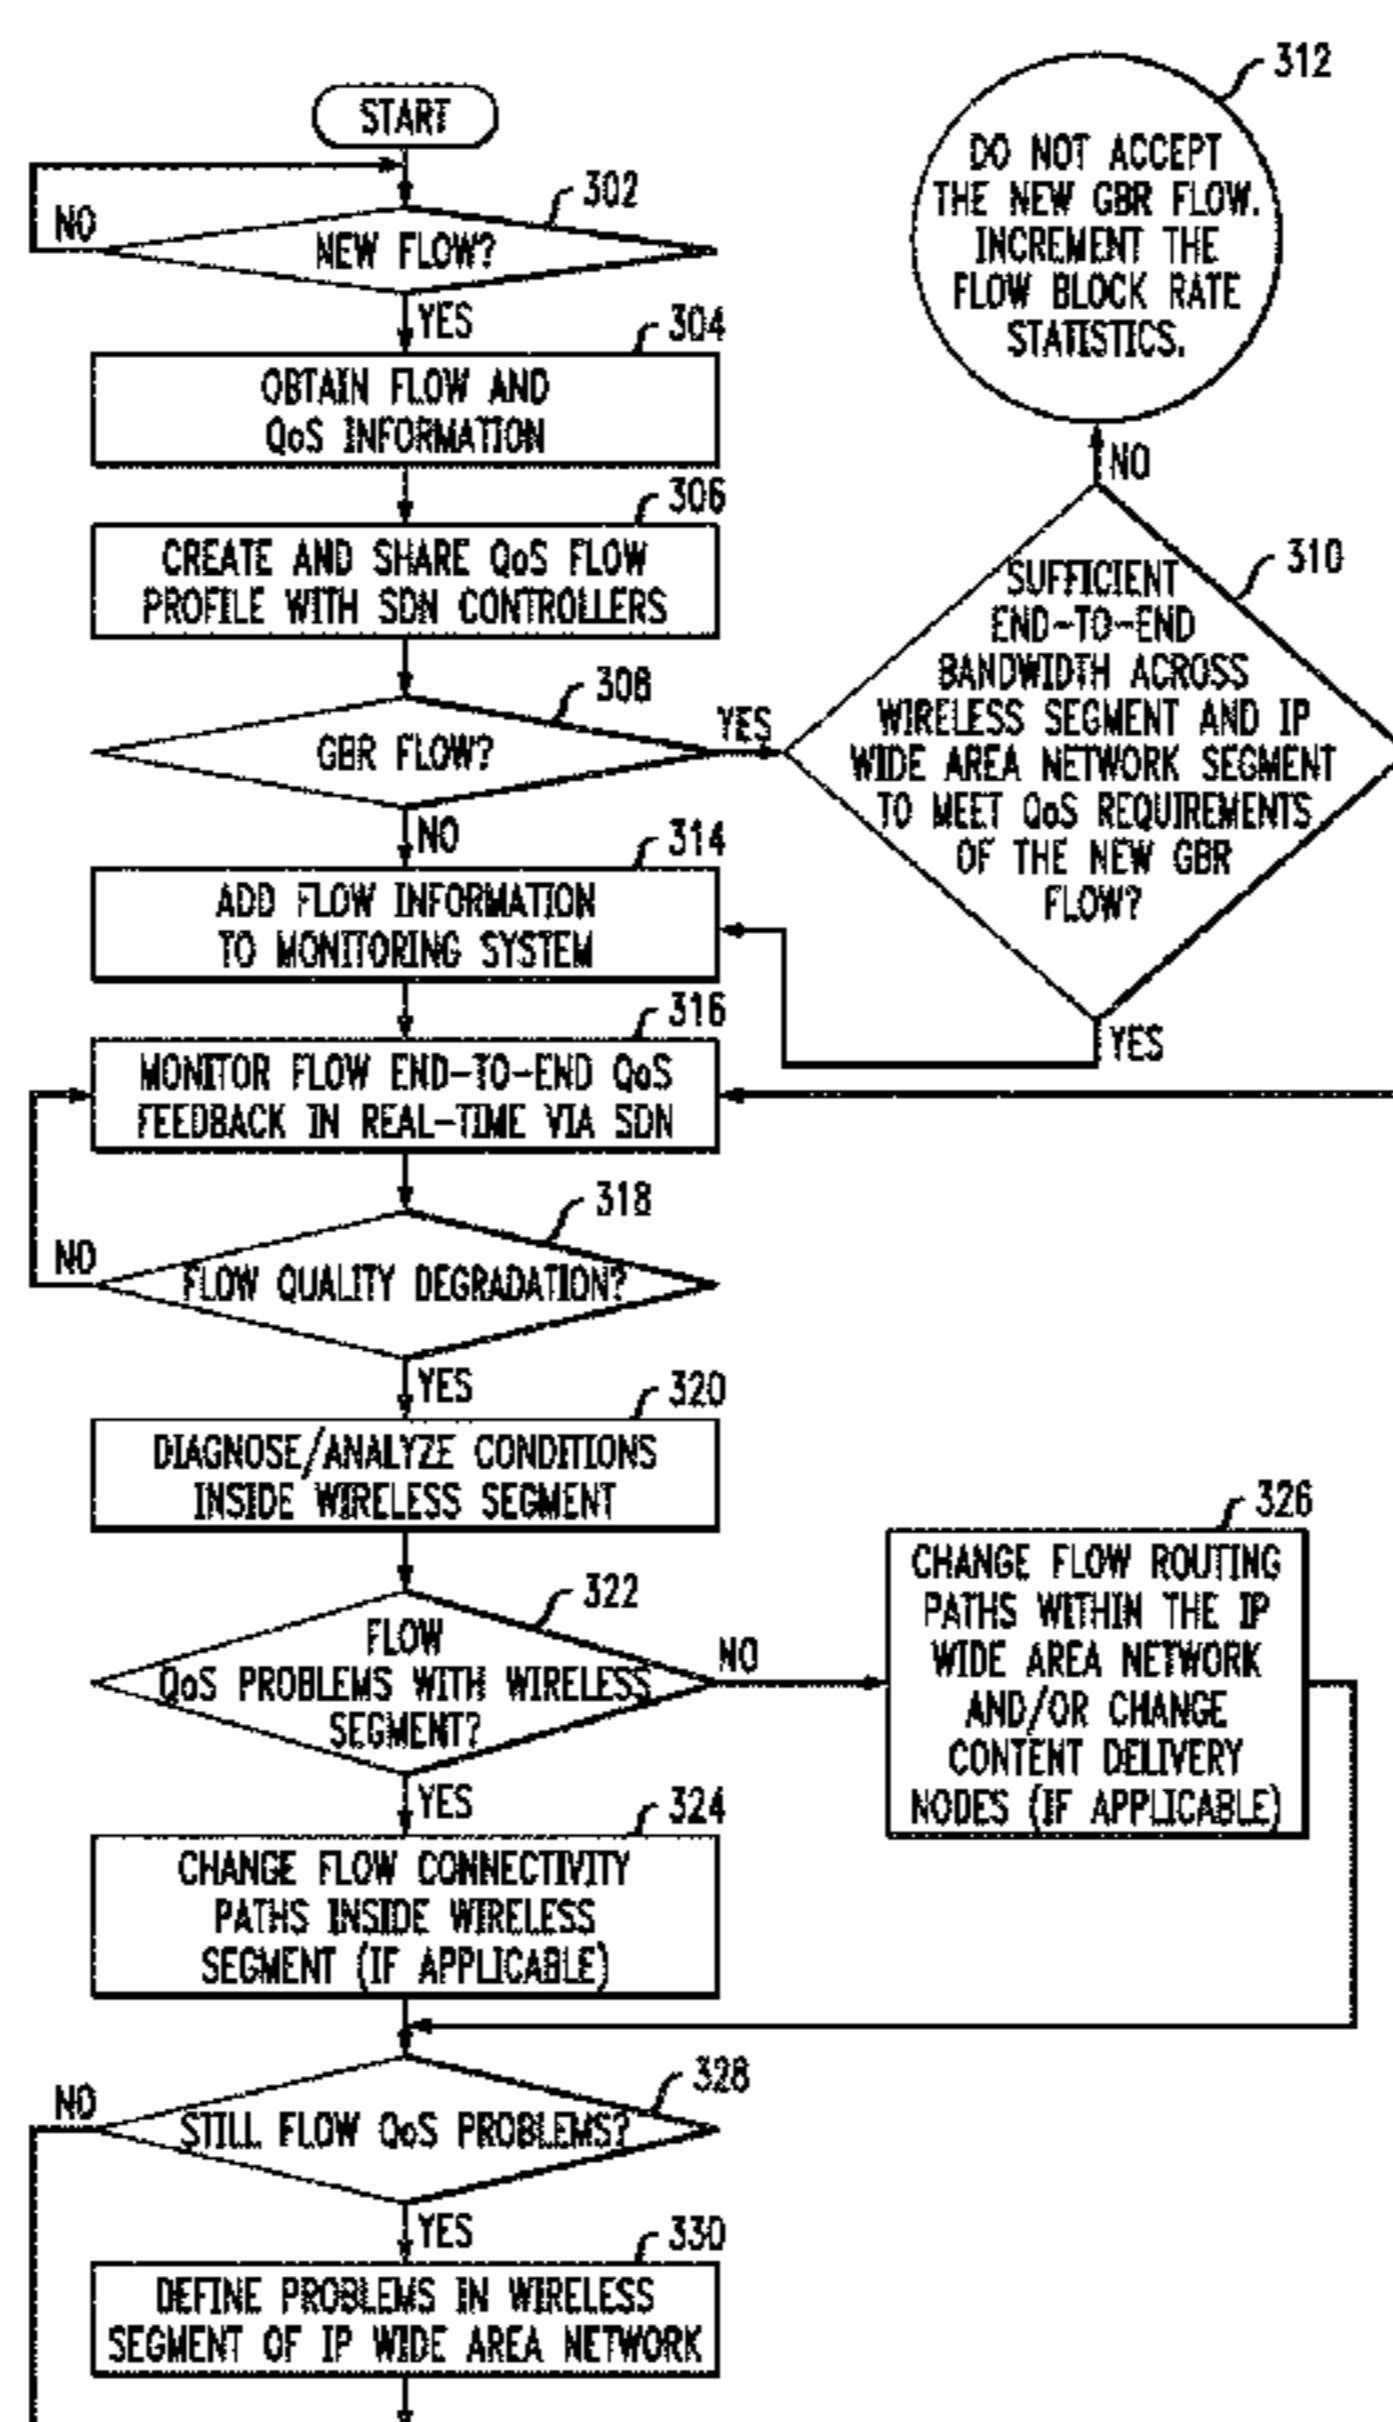 START
302
NO
NEW FLOW?
YES
304
OBTAIN FLOW AND
QoS INFORMATION
306
CREATE AND SHARE QoS FLOW
PROFILE WITH SDN CONTROLLERS
308
GBR FLOW?
YES
NO
312
DO NOT ACCEPT
THE NEW GBR FLOW.
INCREMENT THE
FLOW BLOCK RATE
STATISTICS.
NO
310
SUFFICIENT
END-TO-END
BANDWIDTH ACROSS
WIRELESS SEGMENT AND IP
WIDE AREA NETWORK SEGMENT
TO MEET QoS REQUIREMENTS
OF THE NEW GBR
FLOW?
YES
314
ADD FLOW INFORMATION
TO MONITORING SYSTEM
316
MONITOR FLOW END-TO-END QoS
FEEDBACK IN REAL-TIME VIA SDN
318
NO
FLOW QUALITY DEGRADATION?
YES
320
DIAGNOSE/ANALYZE CONDITIONS
INSIDE WIRELESS SEGMENT
322
FLOW
QoS PROBLEMS WITH WIRELESS
SEGMENT?
NO
YES
326
CHANGE FLOW ROUTING
PATHS WITHIN THE IP
WIDE AREA NETWORK
AND/OR CHANGE
CONTENT DELIVERY
NODES (IF APPLICABLE)
324
CHANGE FLOW CONNECTIVITY
PATHS INSIDE WIRELESS
SEGMENT (IF APPLICABLE)
328
NO
STILL FLOW QoS PROBLEMS?
YES
330
DEFINE PROBLEMS IN WIRELESS
SEGMENT OF IP WIDE AREA NETWORK